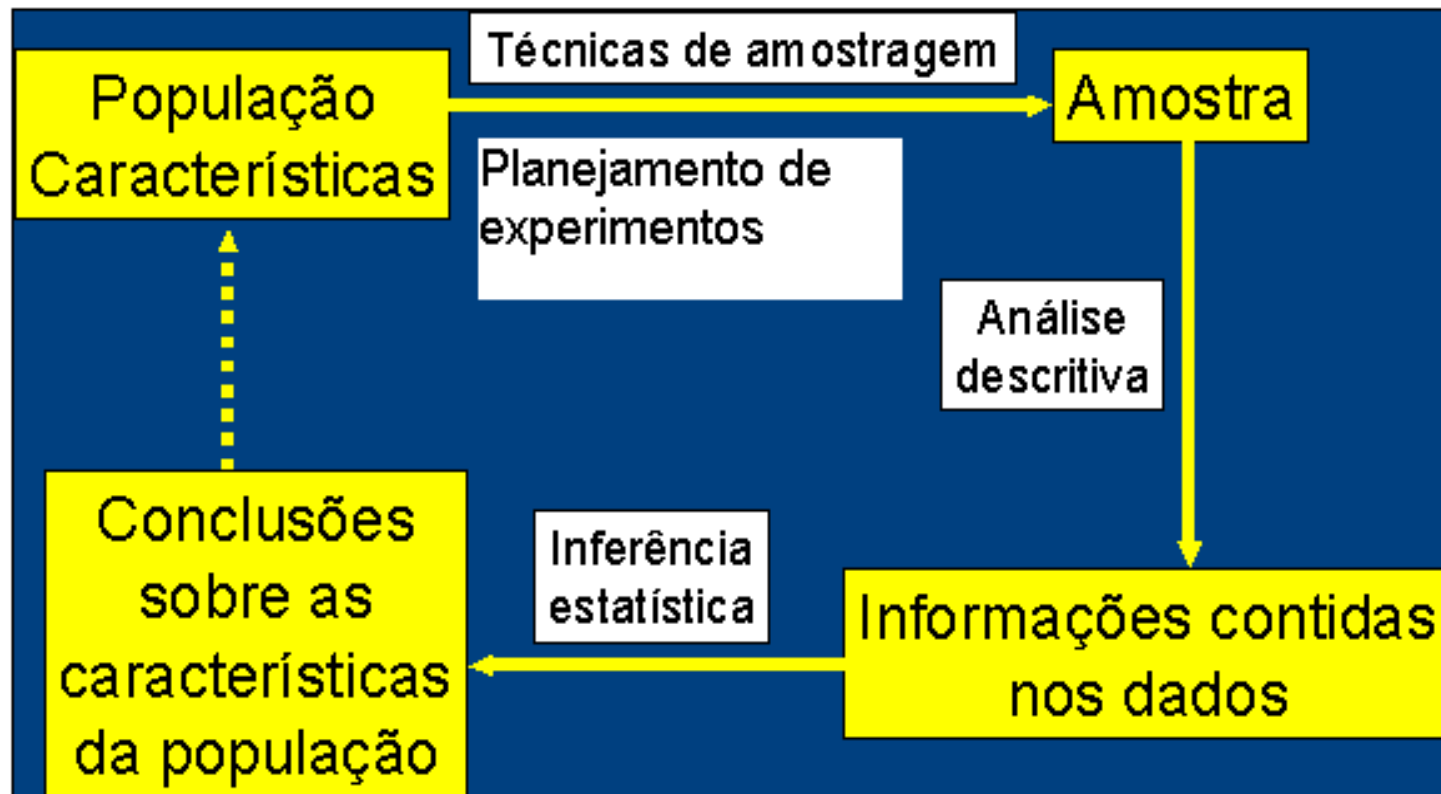 Técnicas de amostragem
População
Características
Amostra
Planejamento de
experimentos
Análise
descritiva
Conclusões
sobre as
características
da população
Inferência
estatística
Informações contidas
nos dados